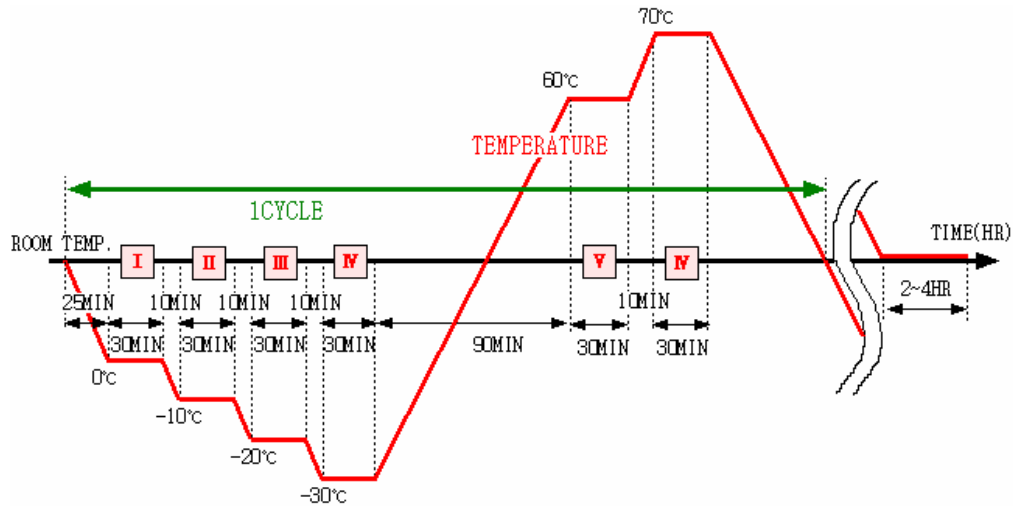 70℃
60℃
TEMPERATURE
1CYCLE
ROOM TEMP.
I
II
III
IV
V
IV
TIME(HR)
25MIN
10MIN
10MIN
10MIN
10MIN
2~4HR
30MIN
30MIN
30MIN
30MIN
90MIN
30MIN
30MIN
0℃
-10℃
-20℃
-30℃